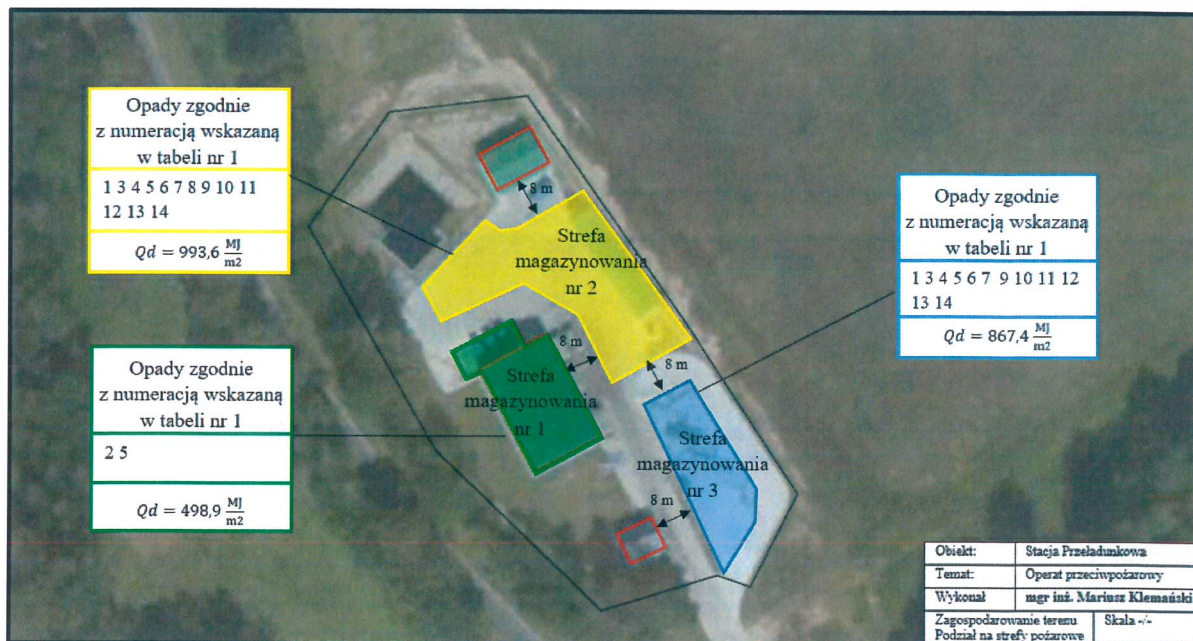 Opady zgodnie
z numeracją wskazaną
w tabeli nr 1
1 3 4 5 6 7 8 9 10 11
12 13 14
Qd = 993,6 MJ/m2
Opady zgodnie
z numeracją wskazaną
w tabeli nr 1
2 5
Qd = 498,9 MJ/m2
8 m
Strefa
magazynowania
nr 2
8 m
8 m
Strefa
magazynowania
nr 1
Strefa
magazynowania
nr 3
8 m
Opady zgodnie
z numeracją wskazaną
w tabeli nr 1
1 3 4 5 6 7 9 10 11 12
13 14
Qd = 867,4 MJ/m2
Obiekt: Stacja Przeładunkowa
Temat: Operat przeciwpożarowy
Wykonał mgr inż. Mariusz Klemański
Zagospodarowanie terenu Skala -/-
Podział na strefy pożarowe